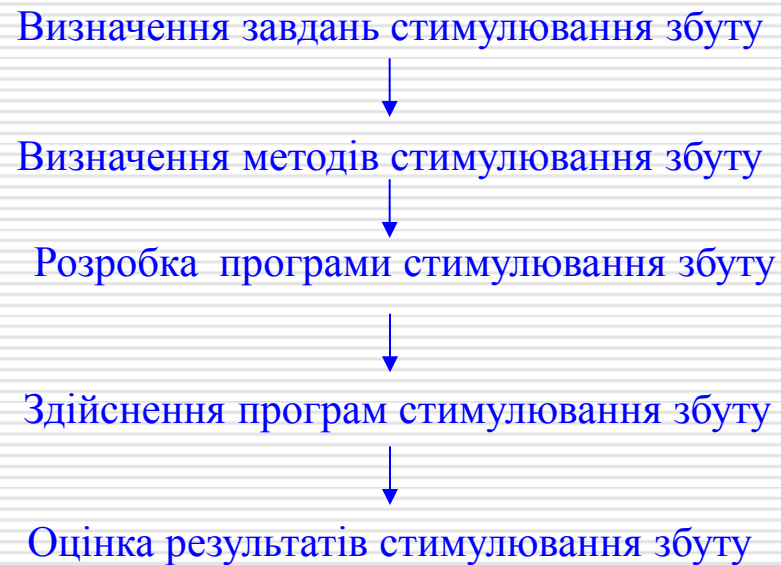 Визначення завдань стимулювання збуту
Визначення методів стимулювання збуту
Розробка програми стимулювання збуту
Здійснення програм стимулювання збуту
Оцінка результатів стимулювання збуту